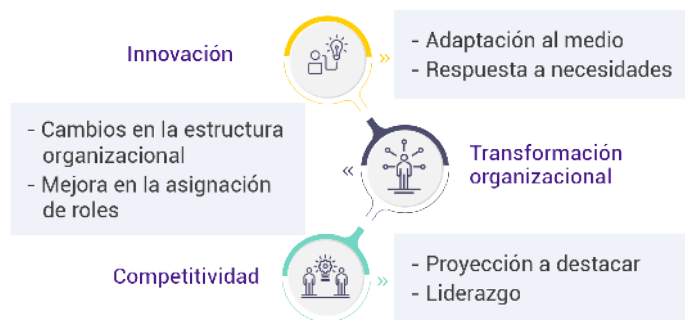 Innovación
- Adaptación al medio
- Respuesta a necesidades
- Cambios en la estructura
organizacional
- Mejora en la asignación
de roles
Transformación
organizacional
Competitividad
- Proyección a destacar
- Liderazgo